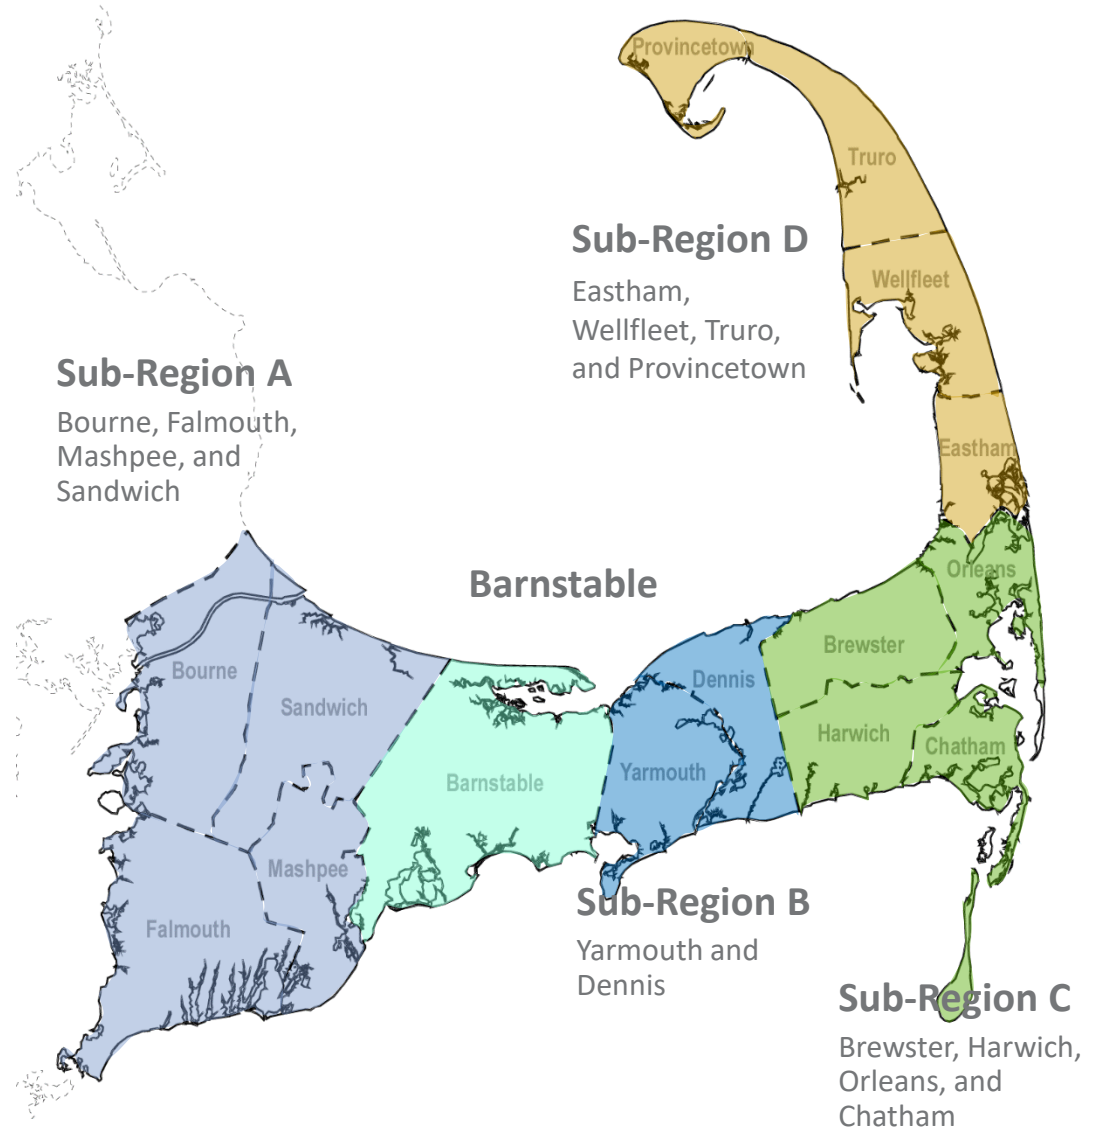 Provincetown
Truro
Sub-Region D
Eastham,
Wellfleet, Truro,
and Provincetown
Wellfleet
Sub-Region A
Bourne, Falmouth,
Mashpee, and
Sandwich
Eastham
Barnstable
Orleans
Brewster
Bourne
Dennis
Sandwich
Harwich
Chatham
Yarmouth
Barnstable
Mashpee
Falmouth
Sub-Region B
Yarmouth and
Dennis
Sub-Region C
Brewster, Harwich,
Orleans, and
Chatham